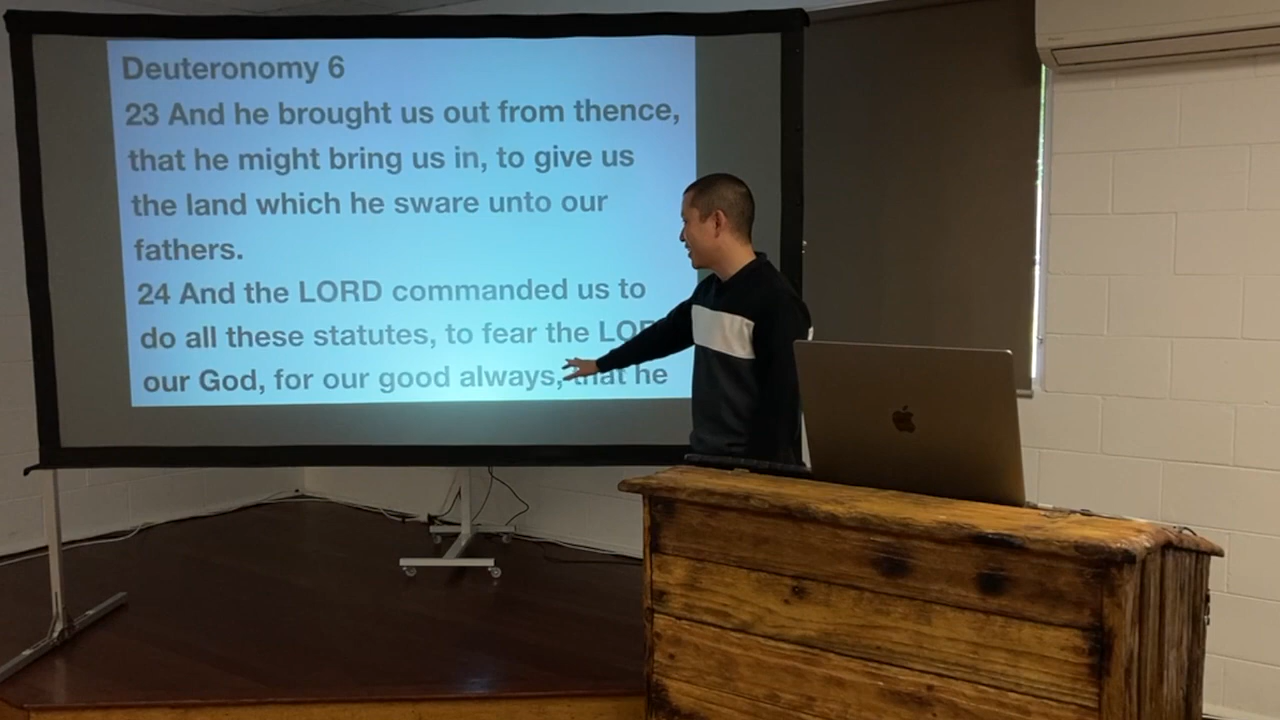 Deuteronomy 6
23 And he brought us out from thence,
that he might bring us in, to give us
the land which he sware unto our
fathers.
24 And the LORD commanded us to
do all these statutes, to fear the LOR
our God, for our good always, that he